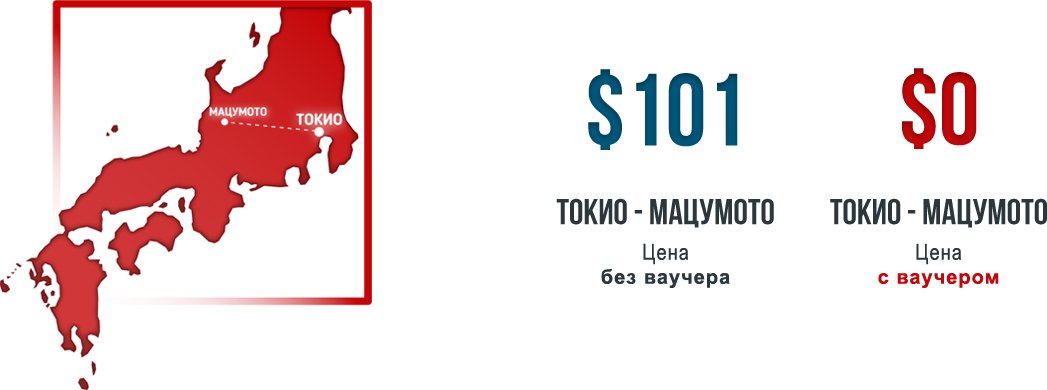 МАЦУМОТО
ТОКИО
$101
ТОКИО - МАЦУМОТО
Цена
без ваучера
$0
ТОКИО - МАЦУМОТО
Цена
с ваучером